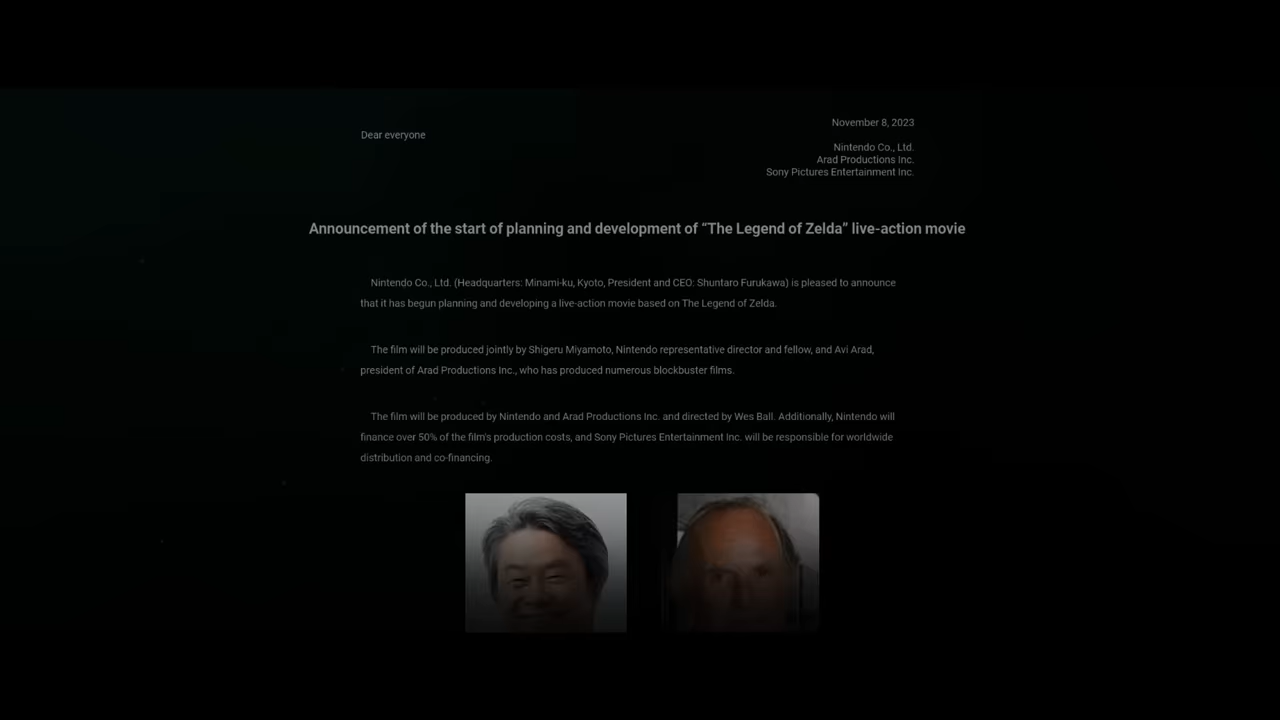 November 8, 2023
Dear everyone
Nintendo Co., Ltd.
Arad Productions Inc.
Sony Pictures Entertainment Inc.
Announcement of the start of planning and development of “The Legend of Zelda” live-action movie
Nintendo Co., Ltd. (Headquarters: Minami-ku, Kyoto, President and CEO: Shuntaro Furukawa) is pleased to announce
that it has begun planning and developing a live-action movie based on The Legend of Zelda.
The film will be produced jointly by Shigeru Miyamoto, Nintendo representative director and fellow, and Avi Arad,
president of Arad Productions Inc., who has produced numerous blockbuster films.
The film will be produced by Nintendo and Arad Productions Inc. and directed by Wes Ball. Additionally, Nintendo will
finance over 50% of the film's production costs, and Sony Pictures Entertainment Inc. will be responsible for worldwide
distribution and co-financing.